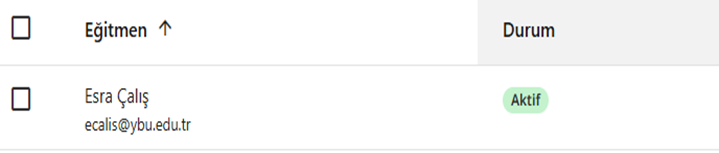 Eğitmen ↑ Durum
Esra Çalış Aktif
ecalis@ybu.edu.tr